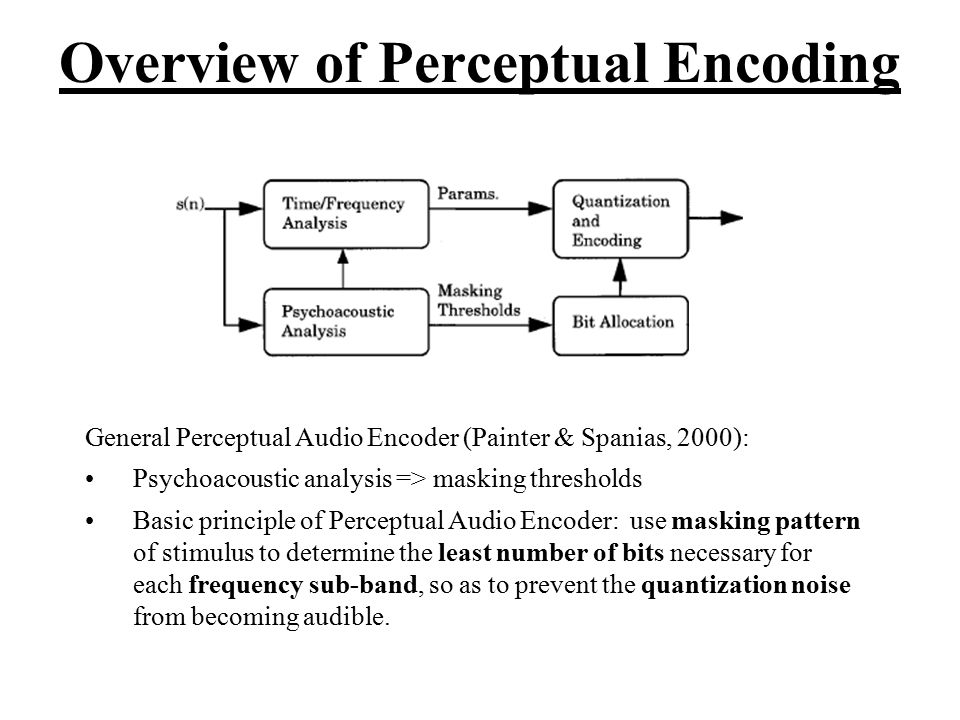 Overview of Perceptual Encoding
s(n)
Time/Frequency
Analysis
Params.
Quantization
and
Encoding
Psychoacoustic
Analysis
Masking
Thresholds
Bit Allocation
General Perceptual Audio Encoder (Painter & Spanias, 2000):
• Psychoacoustic analysis => masking thresholds
• Basic principle of Perceptual Audio Encoder: use masking pattern
of stimulus to determine the least number of bits necessary for
each frequency sub-band, so as to prevent the quantization noise
from becoming audible.